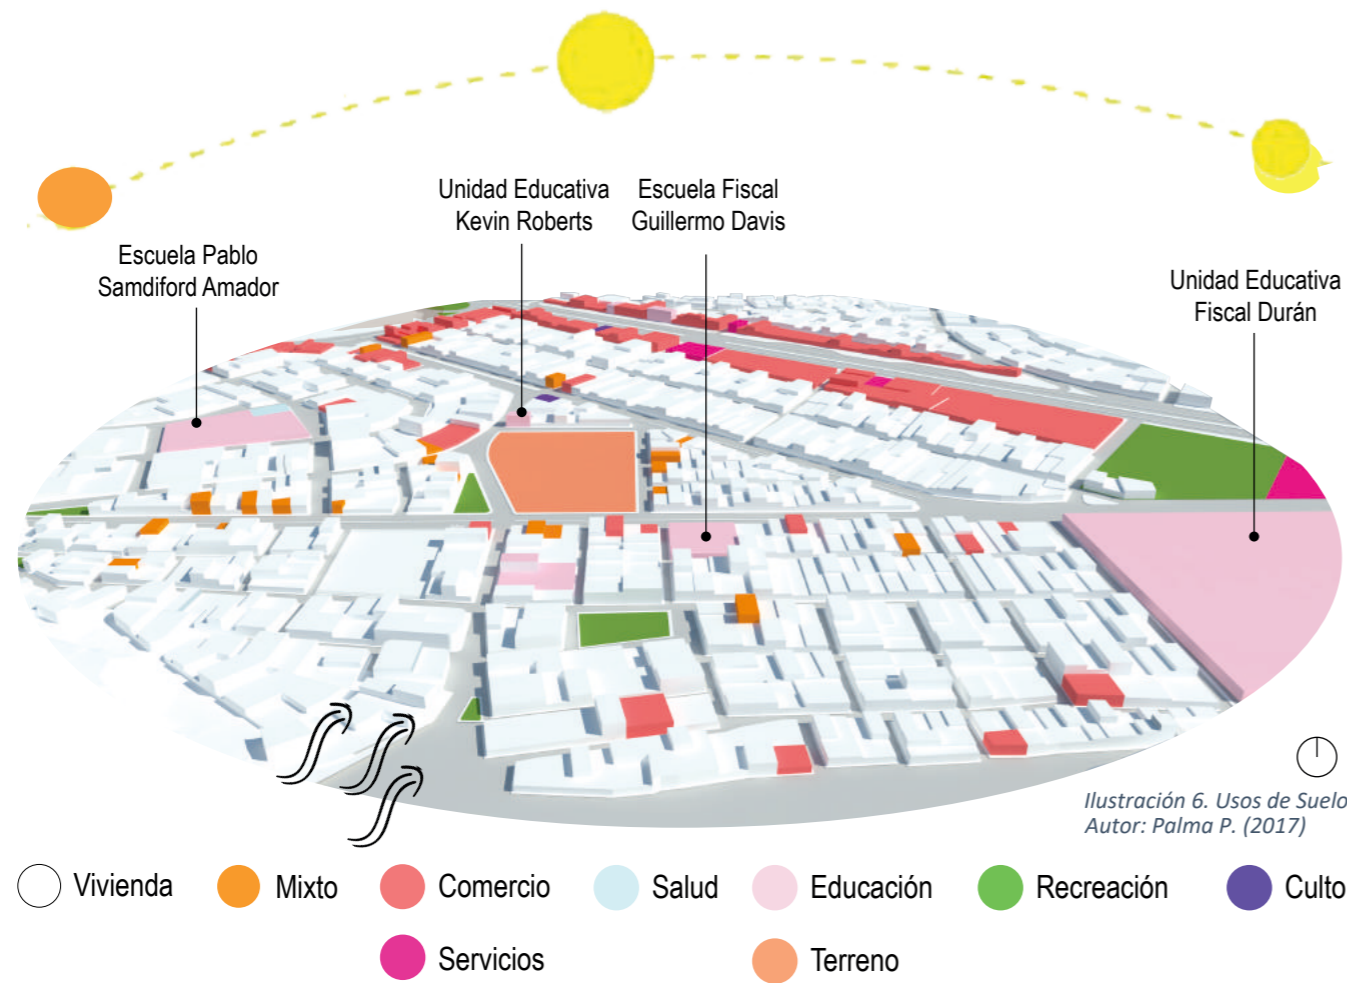 Unidad Educativa
Kevin Roberts
Escuela Fiscal
Guillermo Davis
Escuela Pablo
Samdiford Amador
Unidad Educativa
Fiscal Durán
Ilustración 6. Usos de Suelo
Autor: Palma P. (2017)
Vivienda
Mixto
Comercio
Salud
Educación
Recreación
Culto
Servicios
Terreno